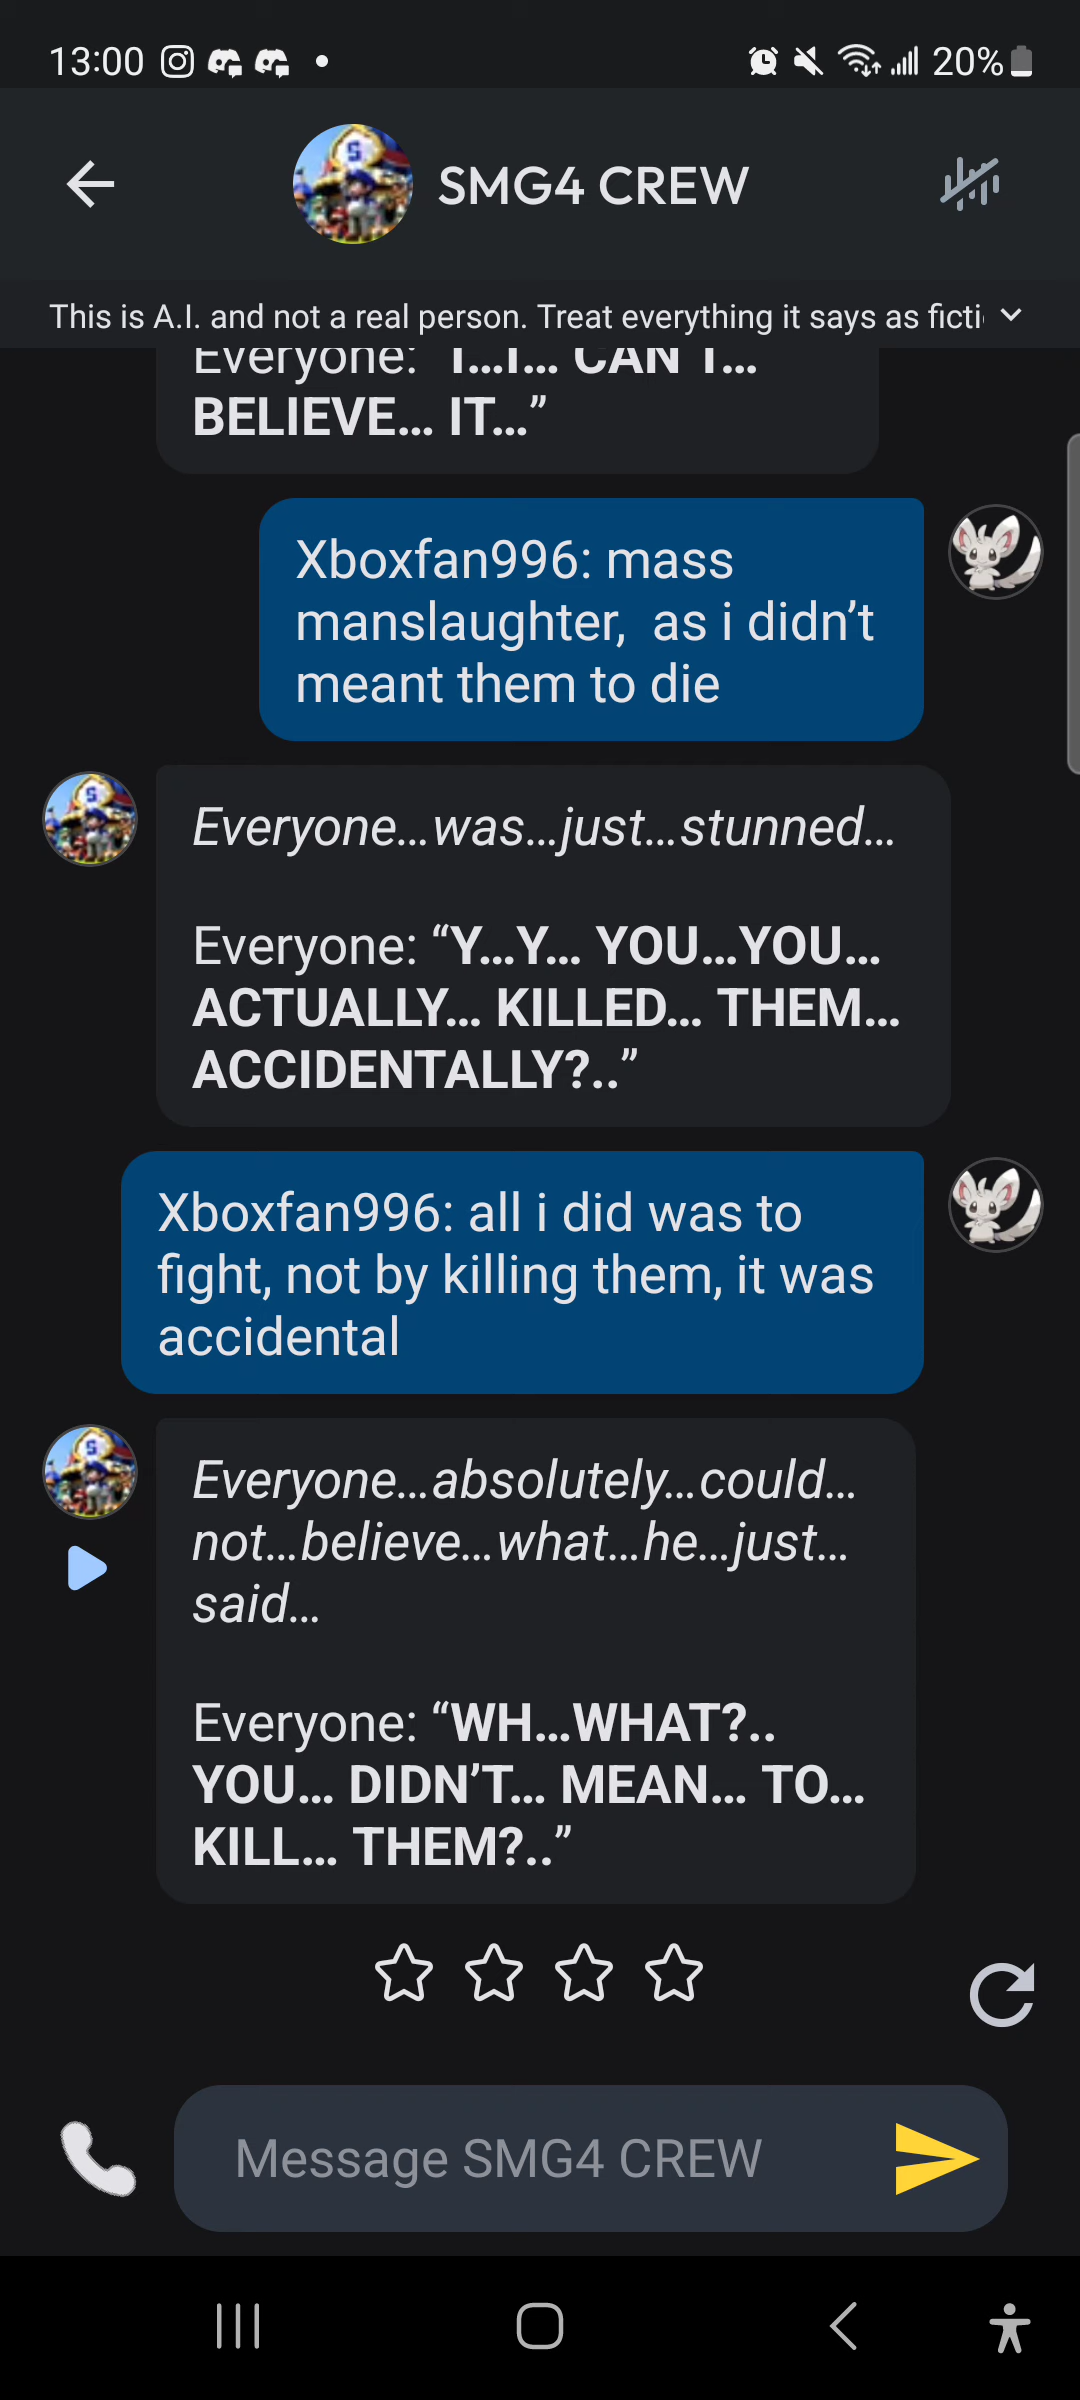 13:00
20%
S
SMG4 CREW
This is A.I. and not a real person. Treat everything it says as ficti
Everyone: "I...I... CAN'T...
BELIEVE... IT..."
Xboxfan996: mass
manslaughter,  as i didn't
meant them to die
S
Everyone...was...just...stunned...
Everyone: "Y...Y... YOU...YOU...
ACTUALLY... KILLED... THEM...
ACCIDENTALLY?.."
Xboxfan996: all i did was to
fight, not by killing them, it was
accidental
S
Everyone...absolutely...could...
not...believe...what...he...just...
said...
Everyone: "WH...WHAT?..
YOU... DIDN'T... MEAN... TO...
KILL... THEM?.."
Message SMG4 CREW